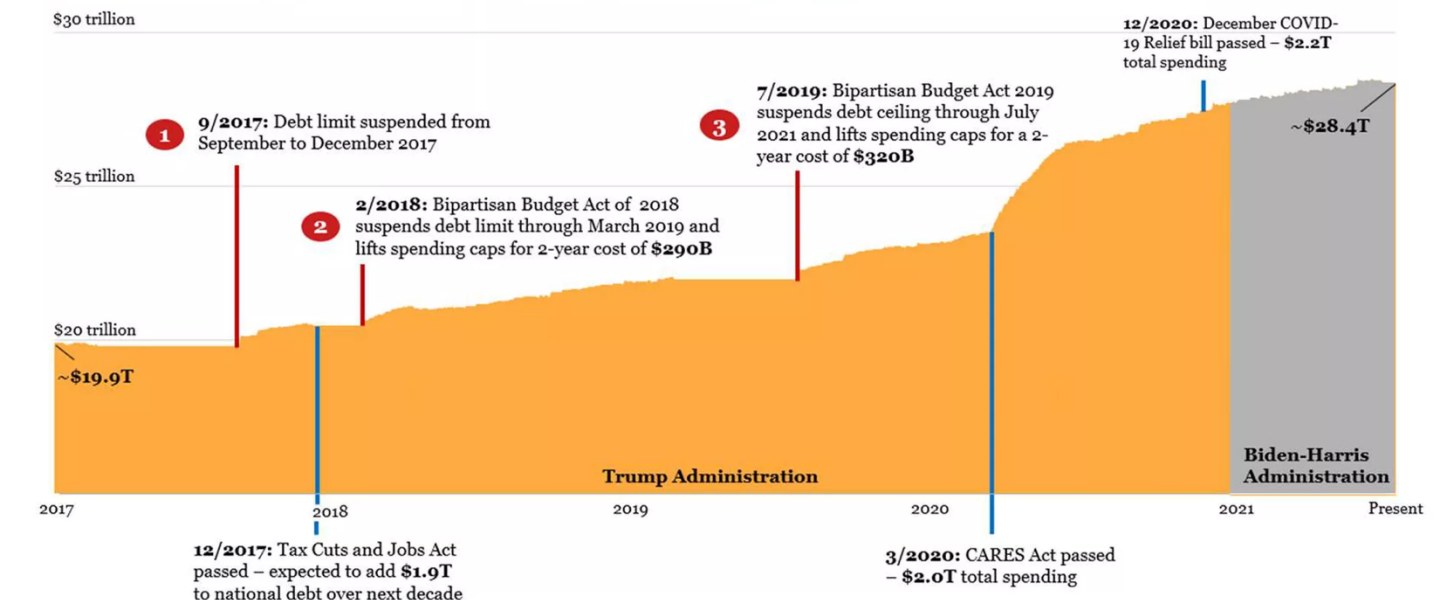 $30 trillion
12/2020: December COVID-
19 Relief bill passed – $2.2T
total spending
7/2019: Bipartisan Budget Act 2019
suspends debt ceiling through July
2021 and lifts spending caps for a 2-
year cost of $320B
3
9/2017: Debt limit suspended from
September to December 2017
1
~$28.4T
$25 trillion
2/2018: Bipartisan Budget Act of 2018
suspends debt limit through March 2019 and
lifts spending caps for 2-year cost of $290B
2
$20 trillion
~$19.9T
Trump Administration
Biden-Harris
Administration
2017
2018
2019
2020
2021
Present
12/2017: Tax Cuts and Jobs Act
passed – expected to add $1.9T
to national debt over next decade
3/2020: CARES Act passed
– $2.0T total spending